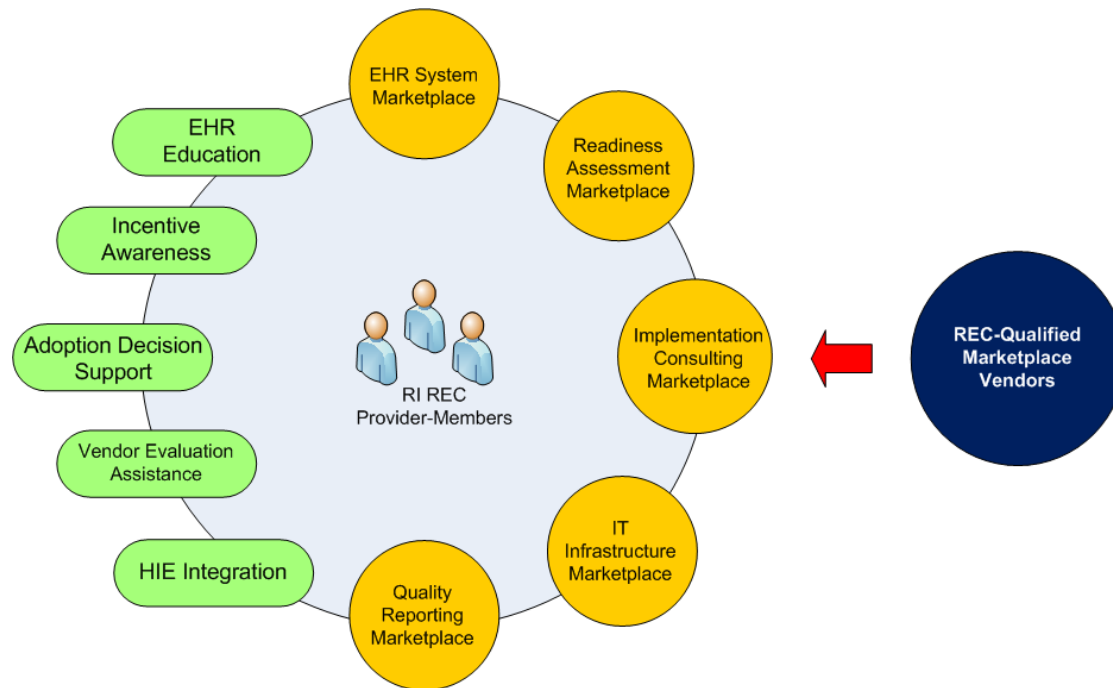 EHR System
Marketplace
EHR
Education
Readiness
Assessment
Marketplace
Incentive
Awareness
Adoption Decision
Support
RI REC
Provider-Members
Implementation
Consulting
Marketplace
REC-Qualified
Marketplace
Vendors
Vendor Evaluation
Assistance
IT
Infrastructure
Marketplace
HIE Integration
Quality
Reporting
Marketplace